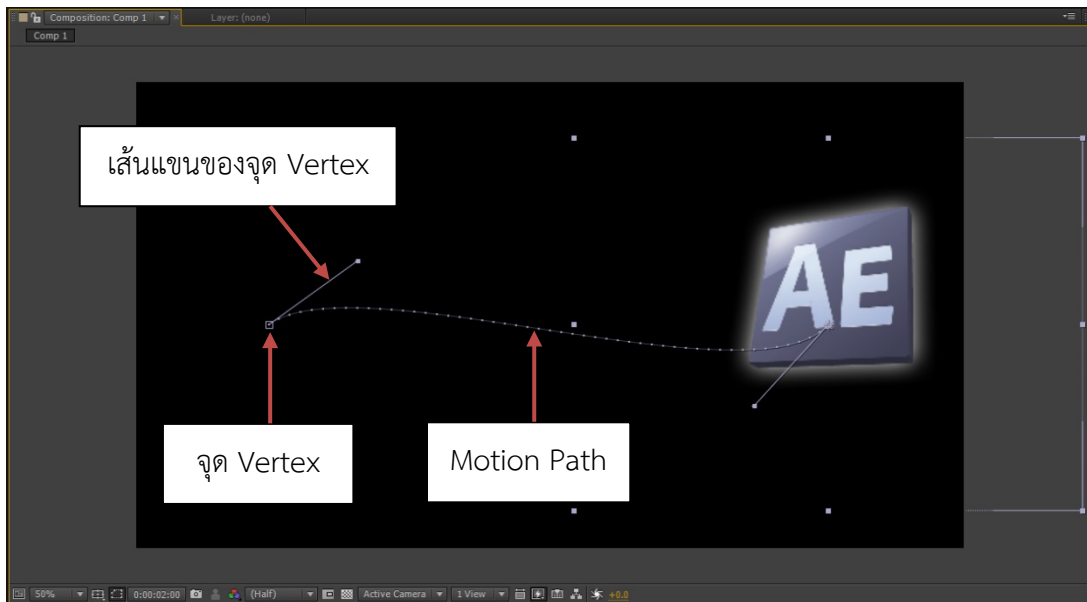 Composition: Comp 1
Layer: (none)
Comp 1
เส้นแขนของจุด Vertex
AE
จุด Vertex
Motion Path
50%
0:00:02:00
(Half)
Active Camera
1 View
+0.0